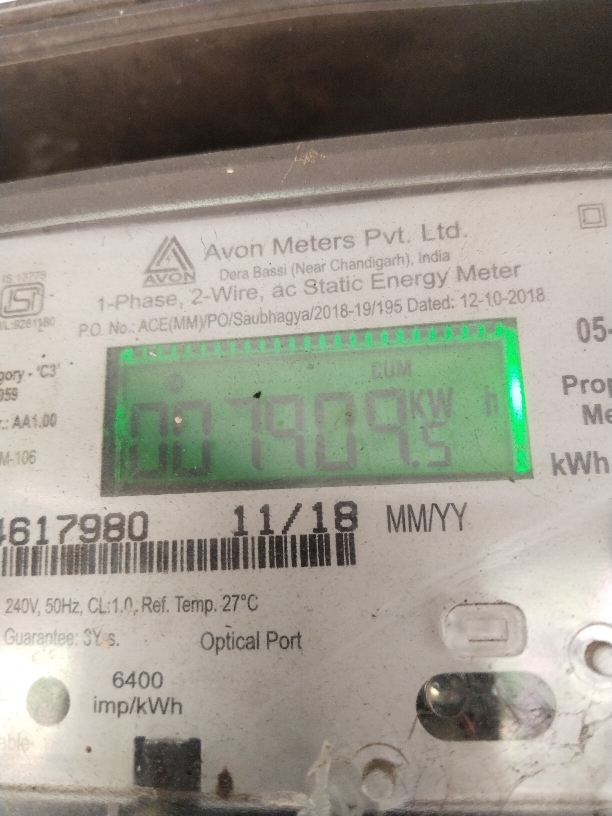 Avon Meters Pvt. Ltd.
AVON
Dera Bassi (Near Chandigarh), India
IS 13779
ISI
1-Phase, 2-Wire, ac Static Energy Meter
P.O. No.: ACE(MM)/PO/Saubhagya/2018-19/195 Dated: 12-10-2018
05-
gory - 'C3'
959
.: AA1.00
M-106
CUM
007909.5 KW h
kWh
4617980 11/18 MM/YY
240V, 50Hz, CL:1.0, Ref. Temp. 27°C
Guarantee: 3Y s. Optical Port
6400
imp/kWh